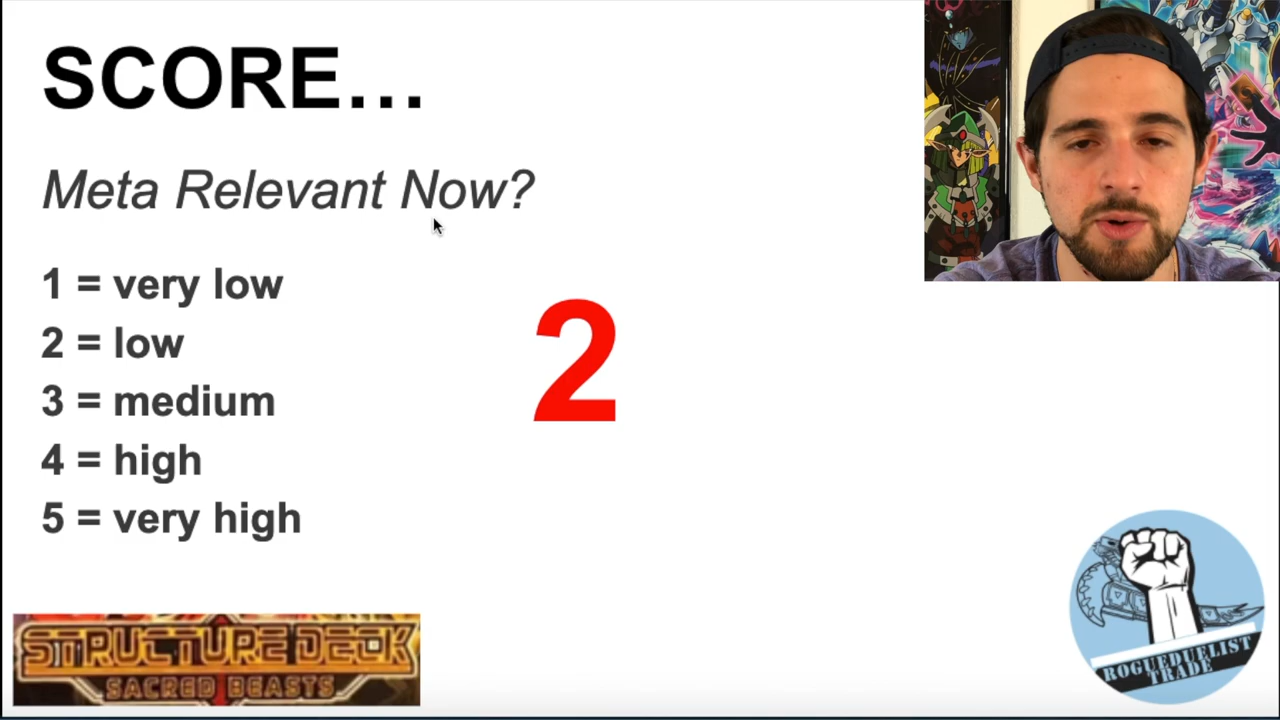 SCORE...
Meta Relevant Now?
1 = very low
2 = low
3 = medium
4 = high
5 = very high
2
STRUCTURE DECK
SACRED BEASTS
ROGUEDUELIST
TRADE